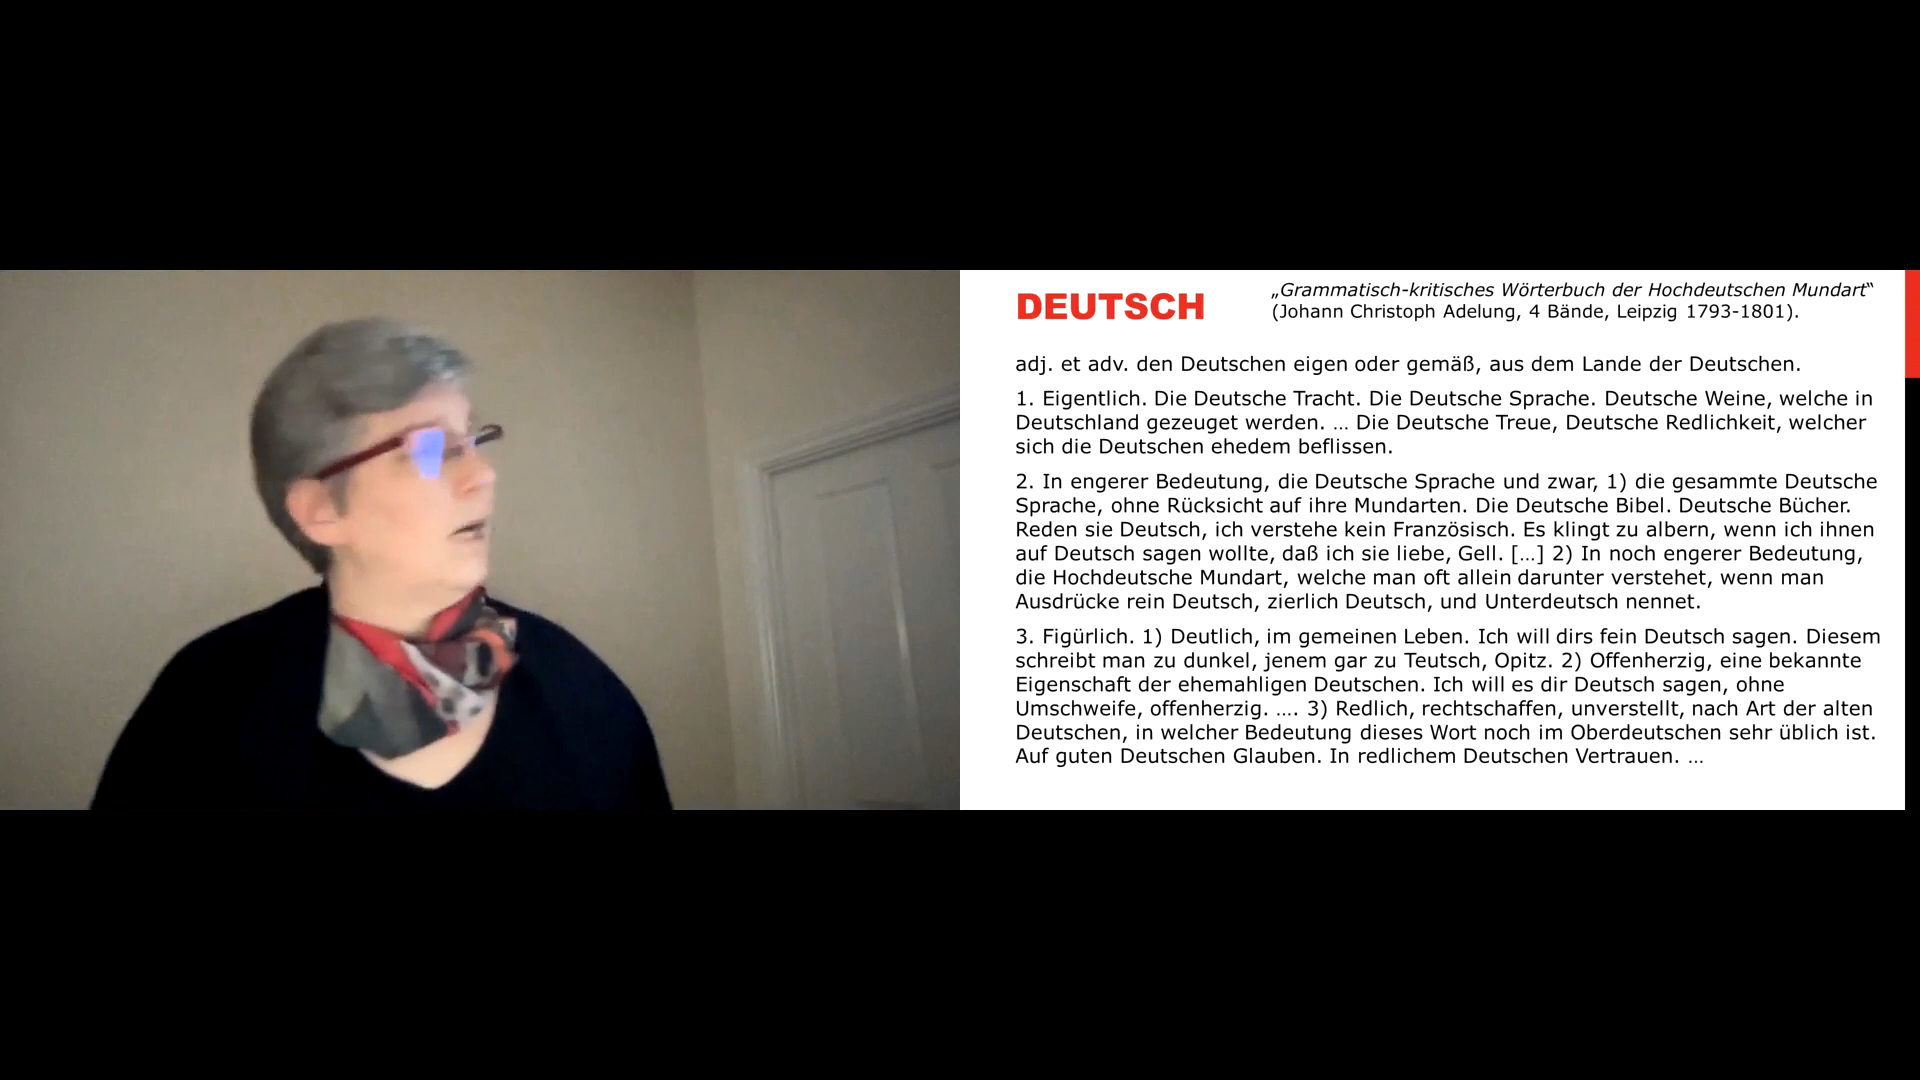 DEUTSCH
„Grammatisch-kritisches Wörterbuch der Hochdeutschen Mundart“
(Johann Christoph Adelung, 4 Bände, Leipzig 1793-1801).
adj. et adv. den Deutschen eigen oder gemäß, aus dem Lande der Deutschen.
1. Eigentlich. Die Deutsche Tracht. Die Deutsche Sprache. Deutsche Weine, welche in
Deutschland gezeuget werden. … Die Deutsche Treue, Deutsche Redlichkeit, welcher
sich die Deutschen ehedem beflissen.
2. In engerer Bedeutung, die Deutsche Sprache und zwar, 1) die gesammte Deutsche
Sprache, ohne Rücksicht auf ihre Mundarten. Die Deutsche Bibel. Deutsche Bücher.
Reden sie Deutsch, ich verstehe kein Französisch. Es klingt zu albern, wenn ich ihnen
auf Deutsch sagen wollte, daß ich sie liebe, Gell. […] 2) In noch engerer Bedeutung,
die Hochdeutsche Mundart, welche man oft allein darunter verstehet, wenn man
Ausdrücke rein Deutsch, zierlich Deutsch, und Unterdeutsch nennet.
3. Figürlich. 1) Deutlich, im gemeinen Leben. Ich will dirs fein Deutsch sagen. Diesem
schreibt man zu dunkel, jenem gar zu Teutsch, Opitz. 2) Offenherzig, eine bekannte
Eigenschaft der ehemahligen Deutschen. Ich will es dir Deutsch sagen, ohne
Umschweife, offenherzig. …. 3) Redlich, rechtschaffen, unverstellt, nach Art der alten
Deutschen, in welcher Bedeutung dieses Wort noch im Oberdeutschen sehr üblich ist.
Auf guten Deutschen Glauben. In redlichem Deutschen Vertrauen. …